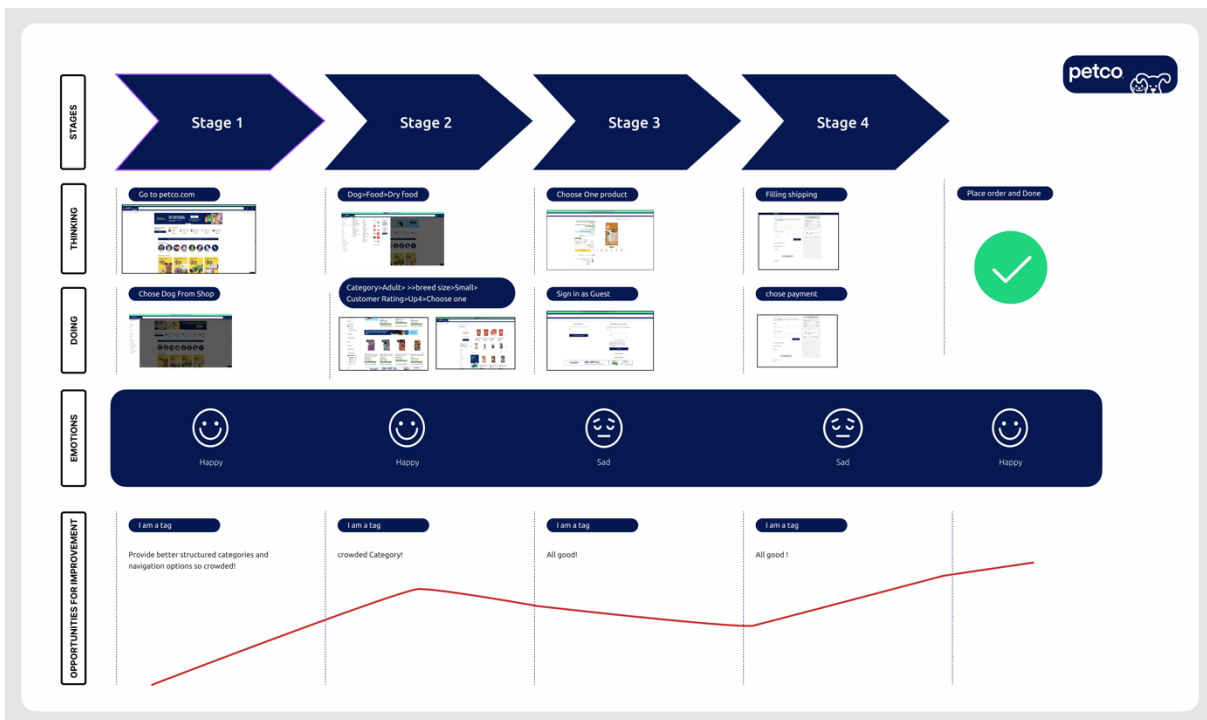 petco
STAGES
Stage 1
Stage 2
Stage 3
Stage 4
THINKING
Go to petco.com
Dog>Food>Dry food
Choose One product
Filling shipping
Place order and Done
DOING
Chose Dog From Shop
Category>Adult> >>breed size>Small>
Customer Rating>Up4>Choose one
Sign in as Guest
chose payment
EMOTIONS
Happy
Happy
Sad
Sad
Happy
OPPORTUNITIES FOR IMPROVEMENT
I am a tag
I am a tag
I am a tag
I am a tag
Provide better structured categories and
navigation options so crowded!
crowded Category!
All good!
All good !